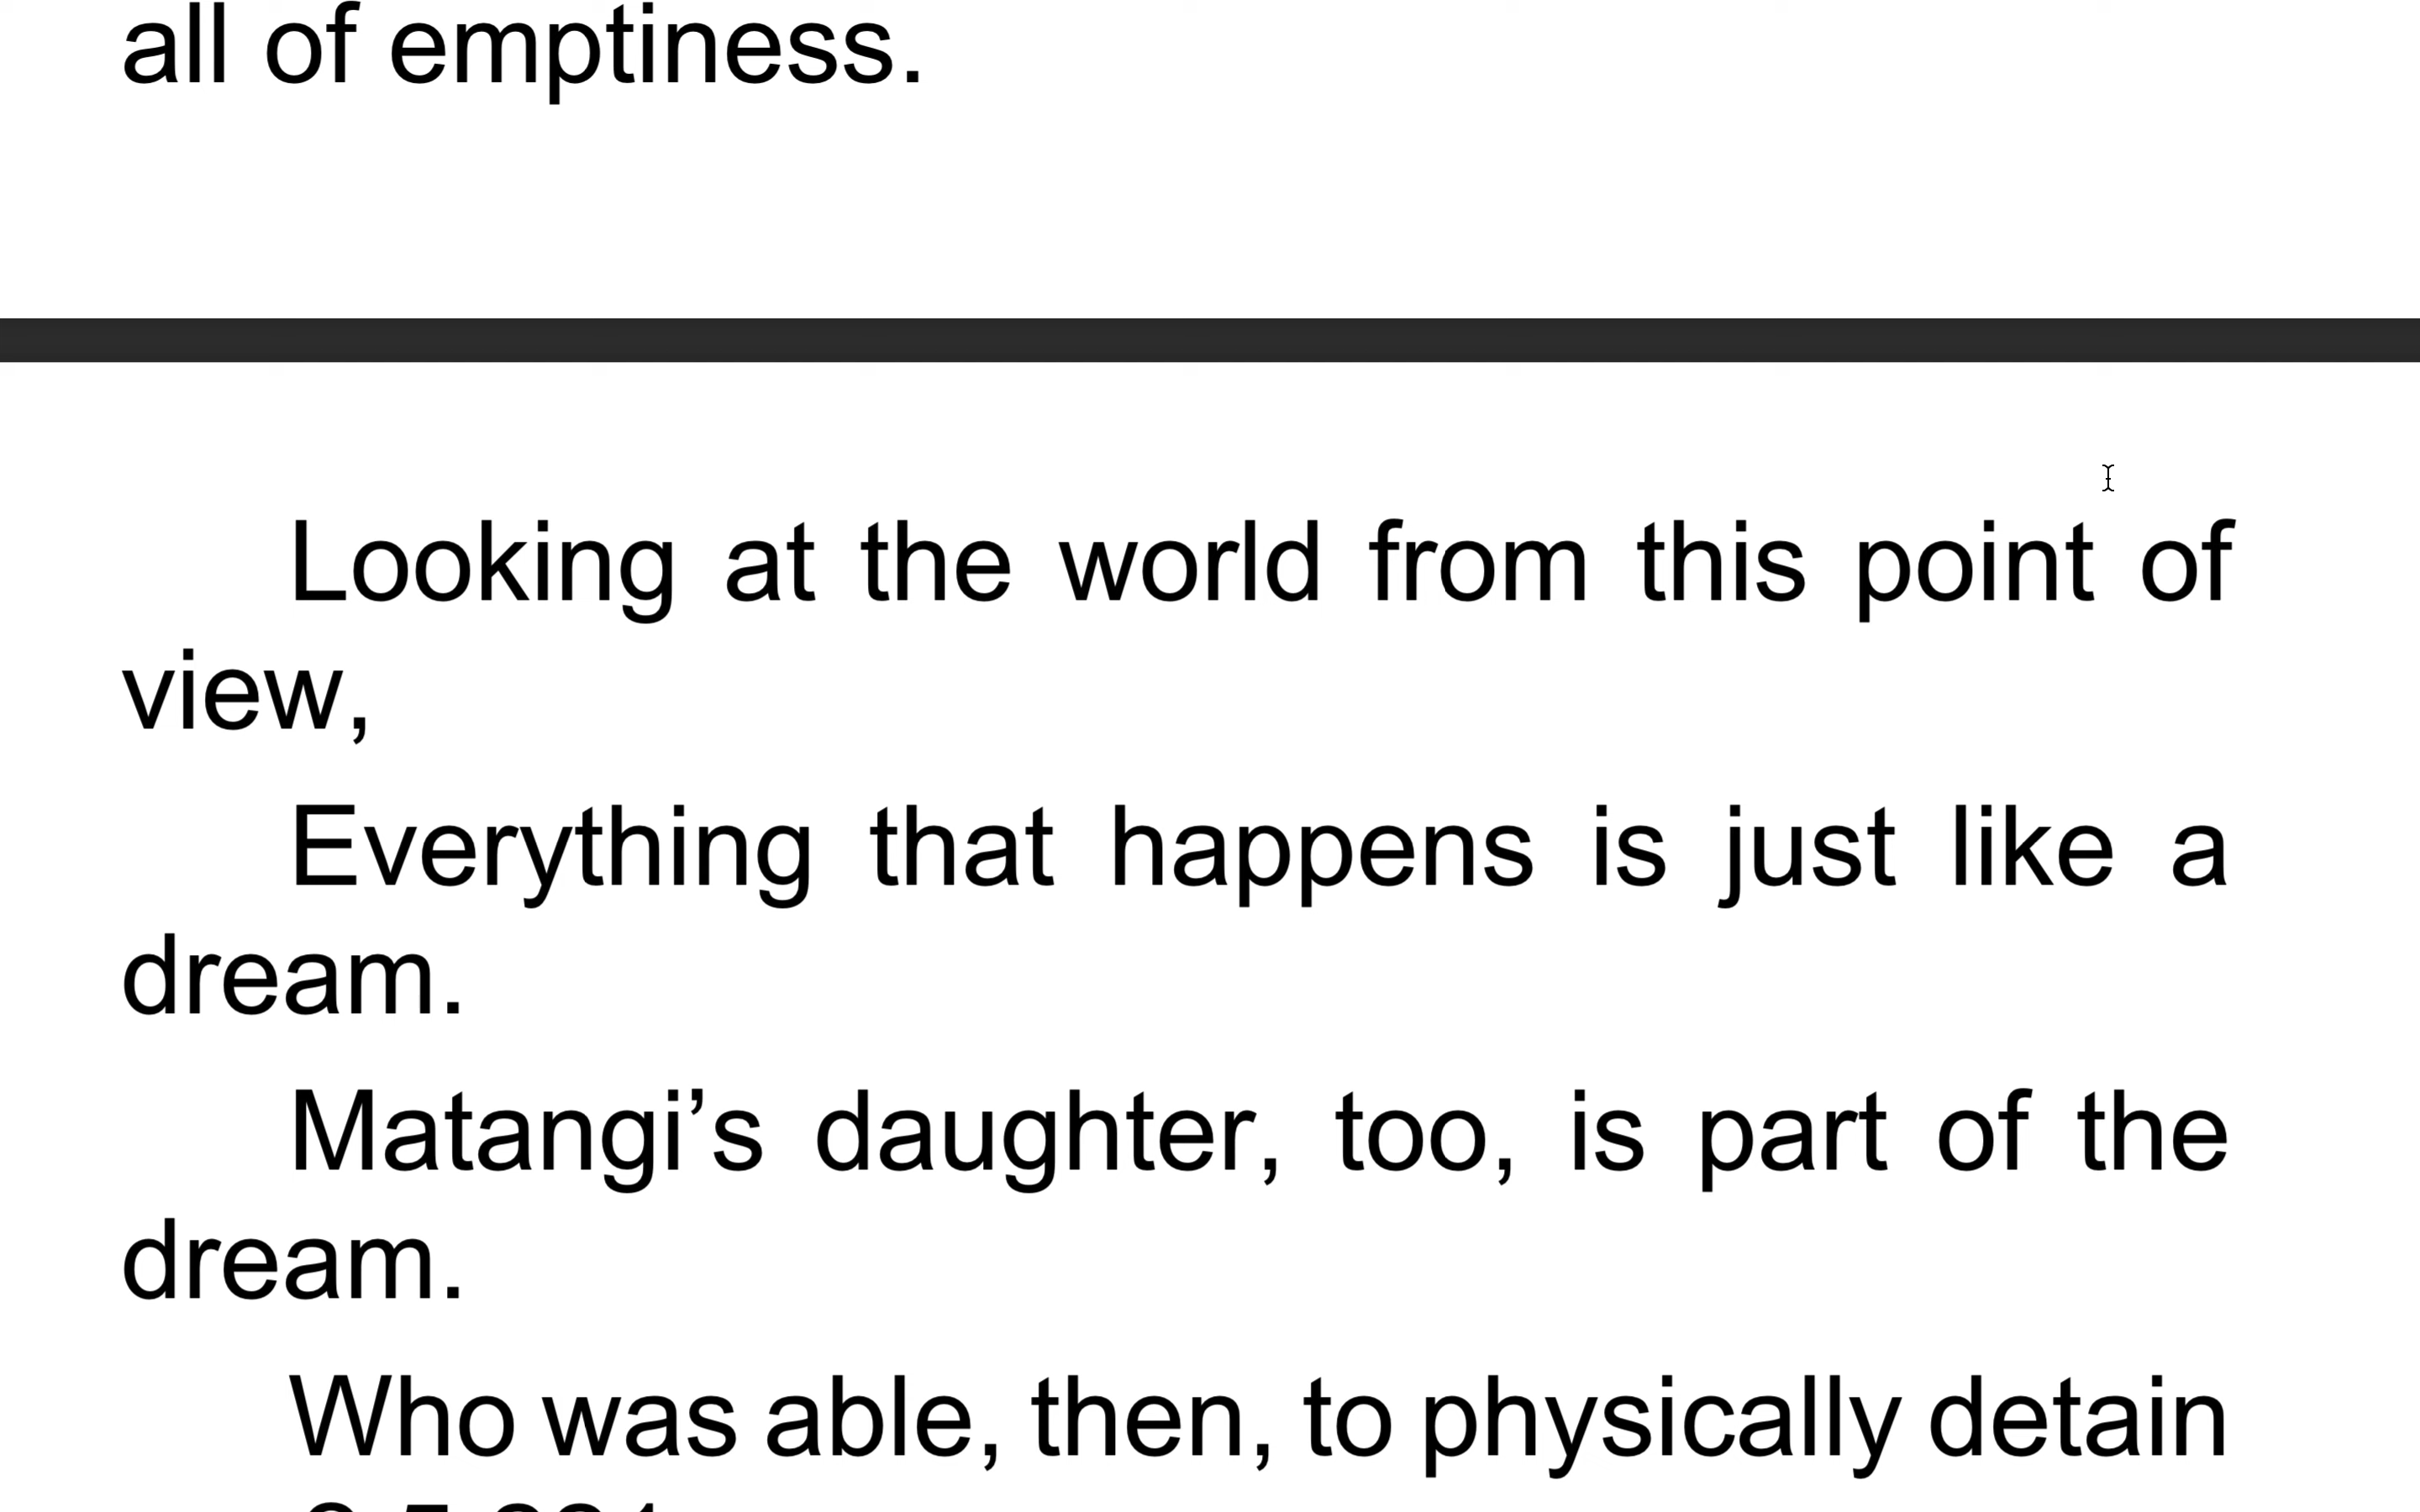 all of emptiness.
Looking at the world from this point of
view,
Everything that happens is just like a
dream.
Matangi’s daughter, too, is part of the
dream.
Who was able, then, to physically detain